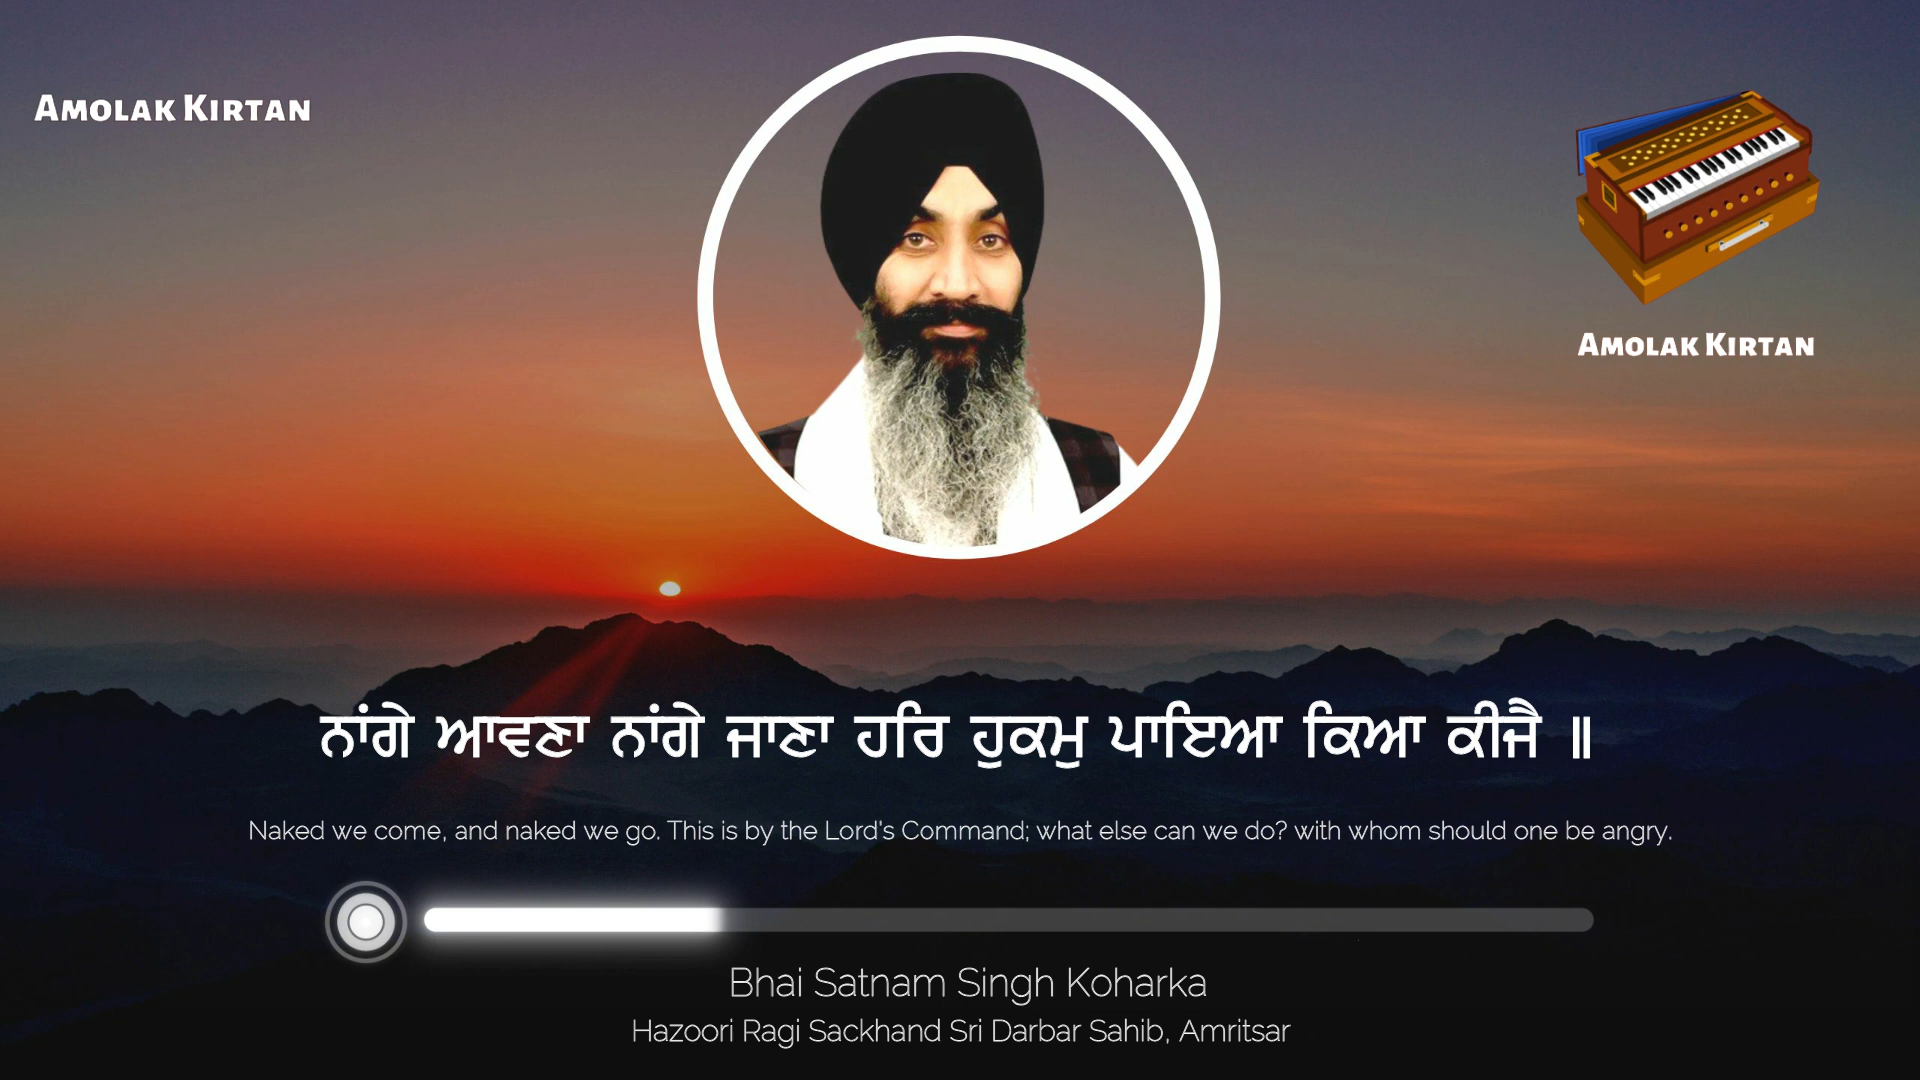 Amolak Kirtan
Amolak Kirtan
ਨਾਂਗੇ ਆਵਣਾ ਨਾਂਗੇ ਜਾਣਾ ਹਰਿ ਹੁਕਮੁ ਪਾਇਆ ਕਿਆ ਕੀਜੈ ॥
Naked we come, and naked we go. This is by the Lord's Command; what else can we do? with whom should one be angry.
Bhai Satnam Singh Koharka
Hazoori Ragi Sackhand Sri Darbar Sahib, Amritsar